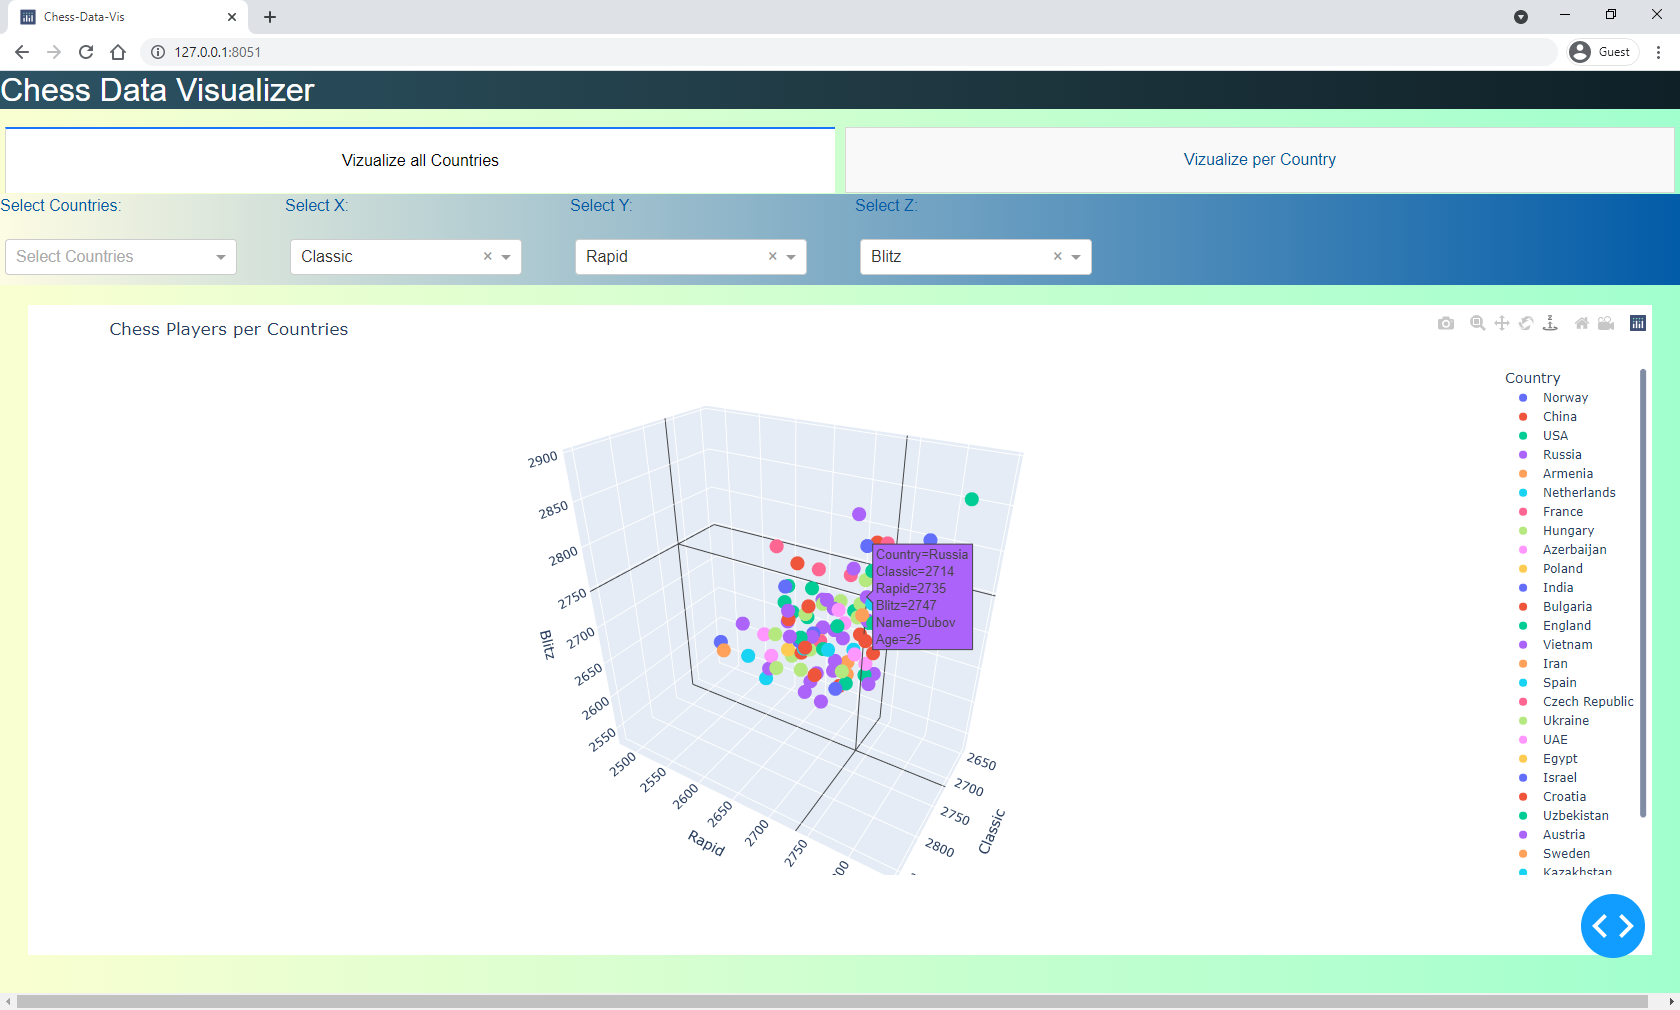 Chess-Data-Vis
127.0.0.1:8051
Guest
Chess Data Visualizer
Vizualize all Countries
Vizualize per Country
Select Countries:
Select X:
Select Y:
Select Z:
Select Countries
Classic
Rapid
Blitz
Chess Players per Countries
Country
Norway
China
USA
Russia
Armenia
Netherlands
France
Hungary
Azerbaijan
Poland
India
Bulgaria
England
Vietnam
Iran
Spain
Czech Republic
Ukraine
UAE
Egypt
Israel
Croatia
Uzbekistan
Austria
Sweden
Kazakhstan
2900
2850
2800
2750
2700
2650
2600
2550
Blitz
2500
2550
2600
2650
2700
2750
Rapid
2650
2700
2750
2800
Classic
Country=Russia
Classic=2714
Rapid=2735
Blitz=2747
Name=Dubov
Age=25